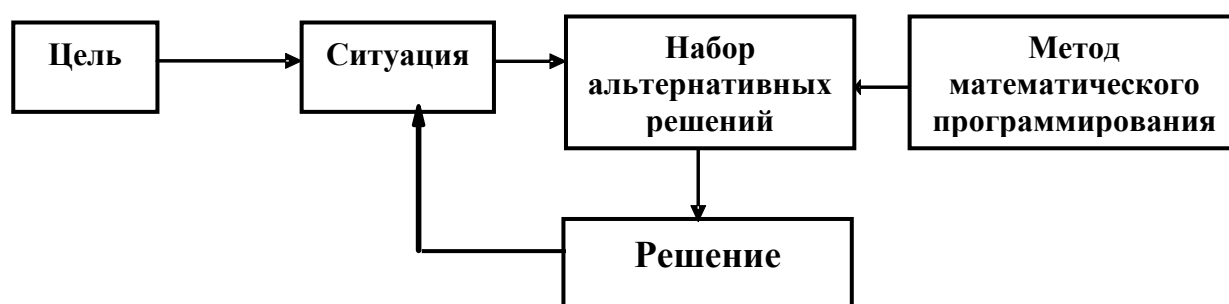 Цель
Ситуация
Набор
альтернативных
решений
Метод
математического
программирования
Решение